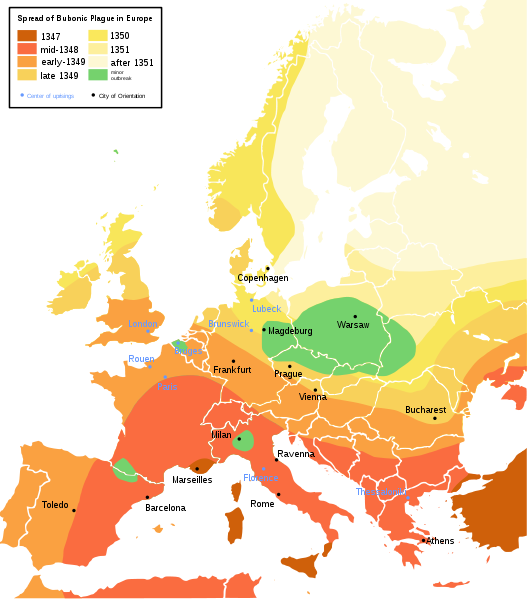 Spread of Bubonic Plague in Europe
1347
mid-1348
early-1349
late 1349
1350
1351
after 1351
minor
outbreak
Center of uprisings
City of Orientation
Copenhagen
Lubeck
London
Brunswick
Magdeburg
Warsaw
Bruges
Rouen
Frankfurt
Prague
Vienna
Bucharest
Milan
Ravenna
Marseilles
Florence
Toledo
Barcelona
Rome
Athens